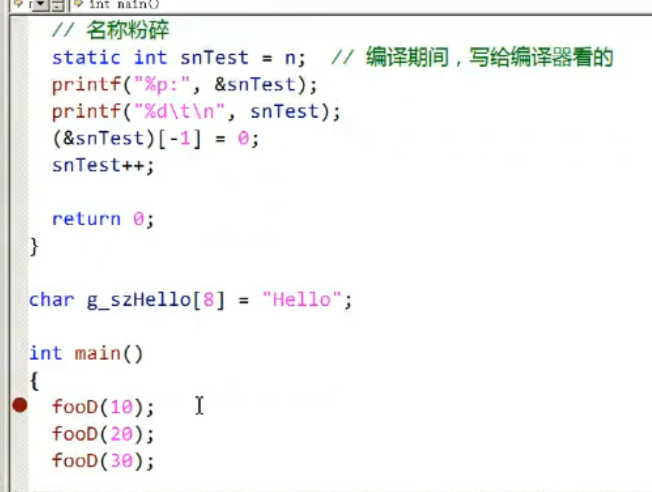 int main()
// 名称粉碎
static int snTest = n;  // 编译期间，写给编译器看的
printf("%p:", &snTest);
printf("%d\t\n", snTest);
(&snTest)[-1] = 0;
snTest++;
return 0;
}
char g_szHello[8] = "Hello";
int main()
{
fooD(10);
fooD(20);
fooD(30);